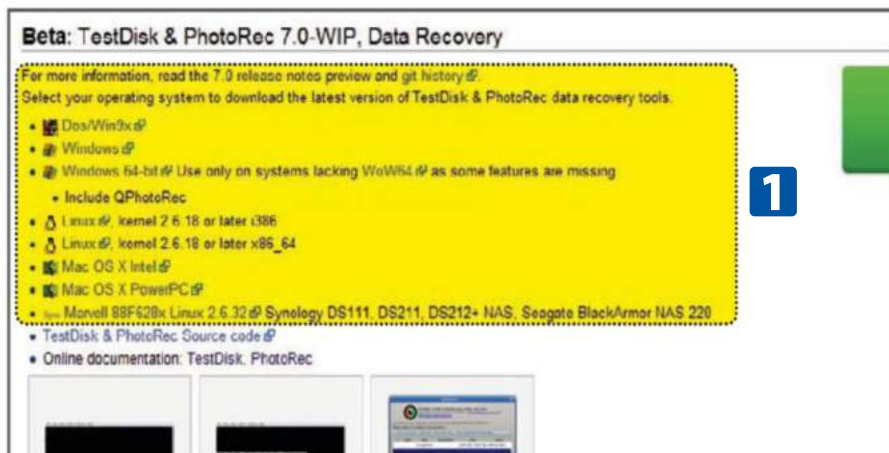 Beta: TestDisk & PhotoRec 7.0-WIP, Data Recovery
For more information, read the 7.0 release notes preview and git history.
Select your operating system to download the latest version of TestDisk & PhotoRec data recovery tools.
• Dos/Win9x
• Windows
• Windows 64-bit Use only on systems lacking WoW64 as some features are missing
• Include QPhotoRec
• Linux, kernel 2.6.18 or later i386
• Linux, kernel 2.6.18 or later x86_64
• Mac OS X Intel
• Mac OS X PowerPC
• Marvell 88F628x Linux 2.6.32 Synology DS111, DS211, DS212+ NAS, Seagate BlackArmor NAS 220
• TestDisk & PhotoRec Source code
• Online documentation: TestDisk, PhotoRec
1